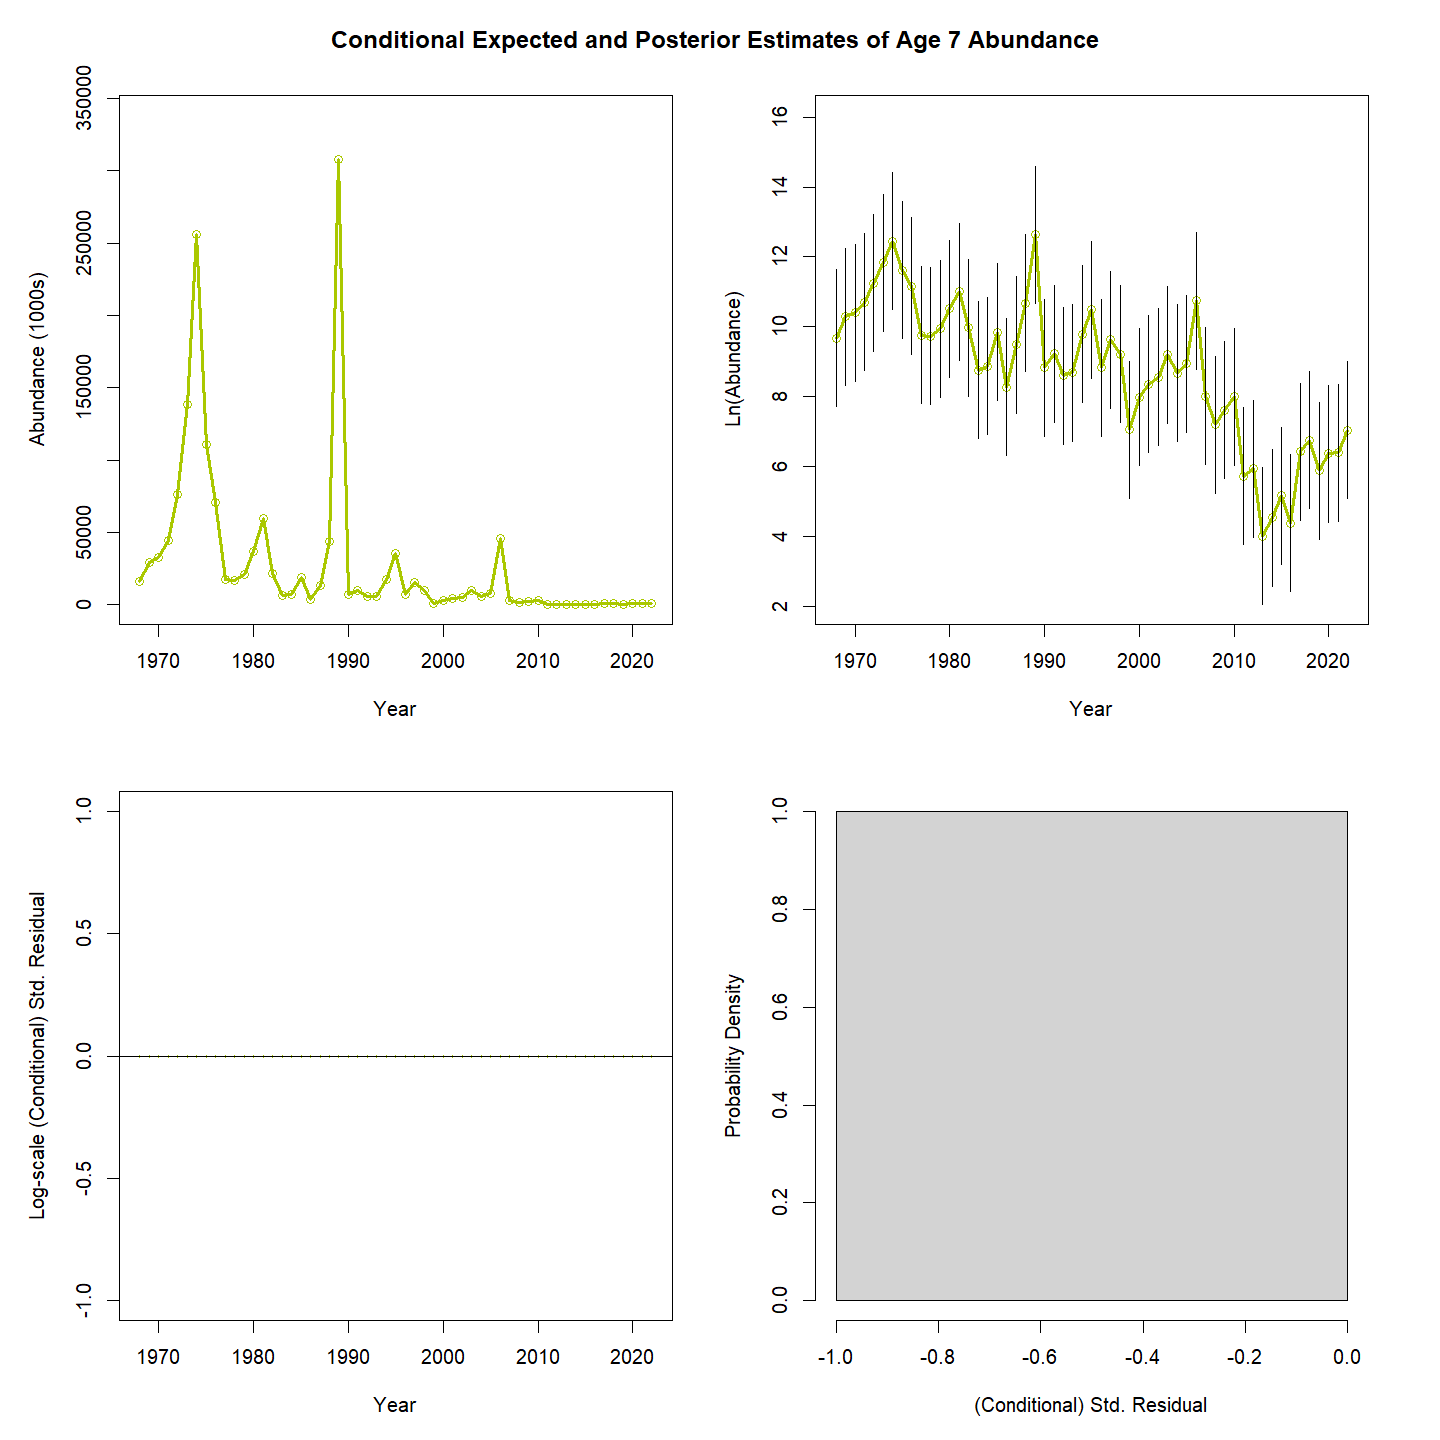 Conditional Expected and Posterior Estimates of Age 7 Abundance
Abundance (1000s)
350000
250000
150000
50000
0
1970 1980 1990 2000 2010 2020
Year
Ln(Abundance)
16
14
12
10
8
6
4
2
1970 1980 1990 2000 2010 2020
Year
Log-scale (Conditional) Std. Residual
1.0
0.5
0.0
-0.5
-1.0
1970 1980 1990 2000 2010 2020
Year
Probability Density
1.0
0.8
0.6
0.4
0.2
0.0
-1.0 -0.8 -0.6 -0.4 -0.2 0.0
(Conditional) Std. Residual